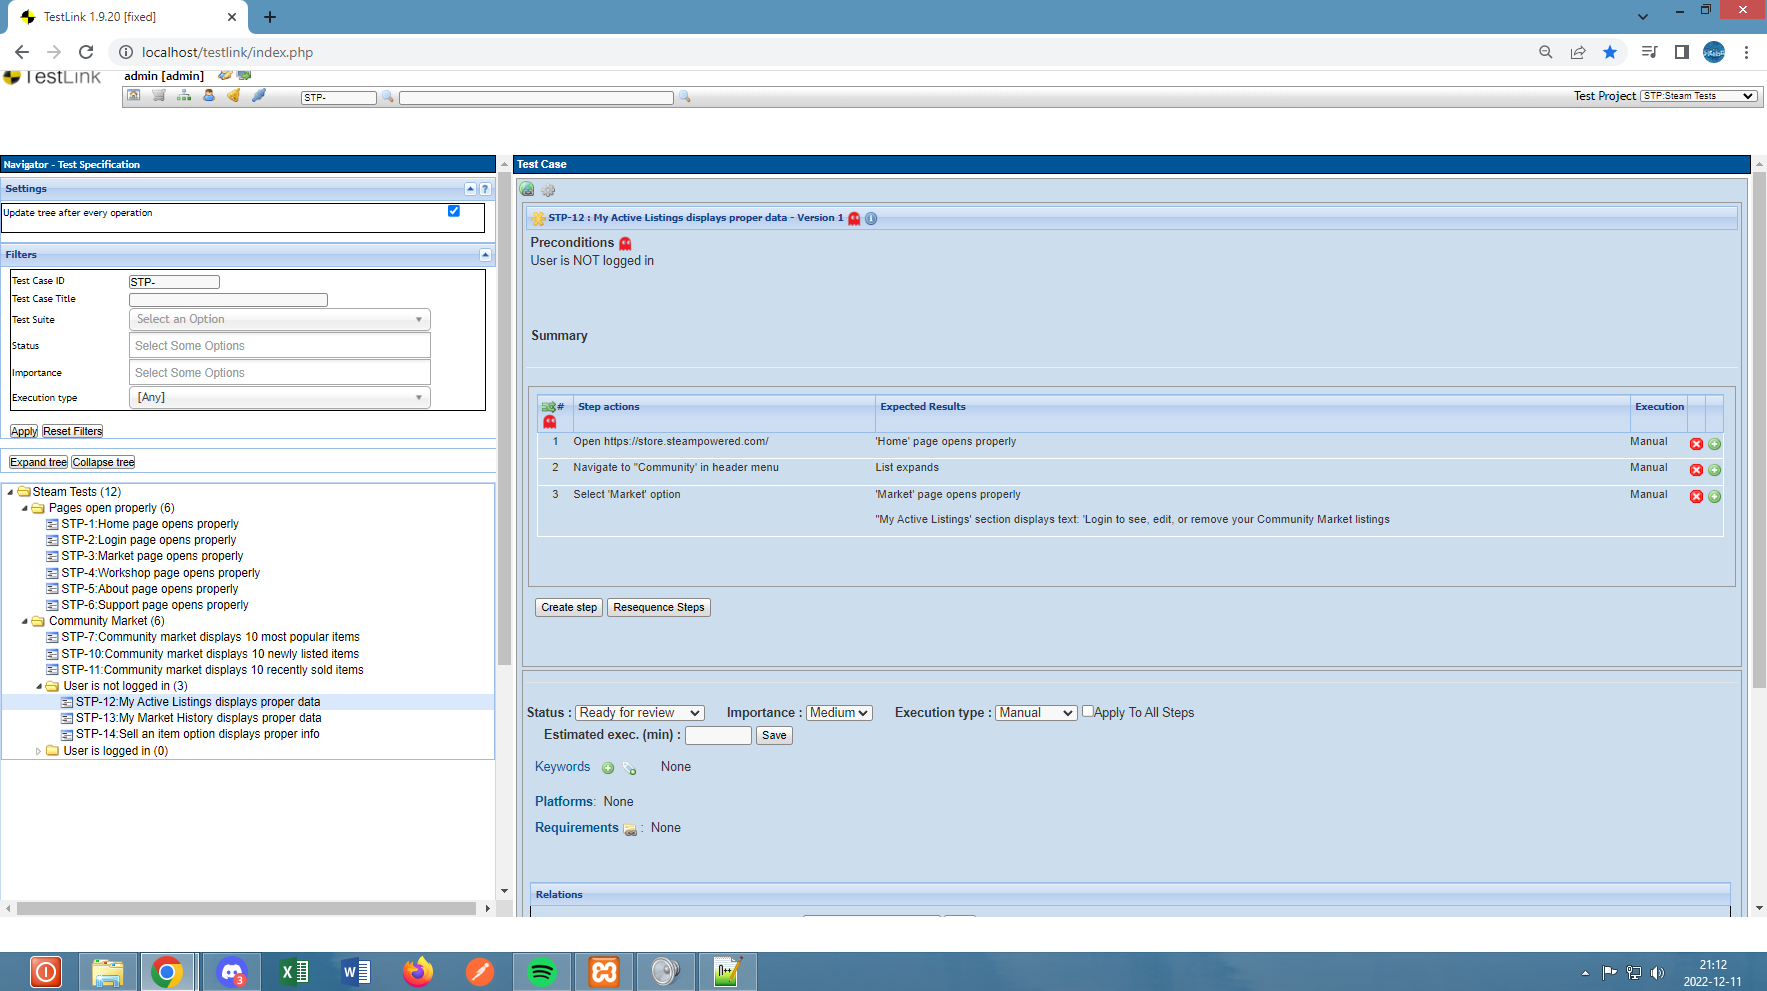 TestLink 1.9.20 [fixed]
localhost/testlink/index.php
TestLink
admin [admin]
STP-
Test Project STP:Steam Tests
Navigator - Test Specification
Settings
Update tree after every operation
Filters
Test Case ID STP-
Test Case Title
Test Suite Select an Option
Status Select Some Options
Importance Select Some Options
Execution type [Any]
Apply Reset Filters
Expand tree Collapse tree
Steam Tests (12)
Pages open properly (6)
STP-1:Home page opens properly
STP-2:Login page opens properly
STP-3:Market page opens properly
STP-4:Workshop page opens properly
STP-5:About page opens properly
STP-6:Support page opens properly
Community Market (6)
STP-7:Community market displays 10 most popular items
STP-10:Community market displays 10 newly listed items
STP-11:Community market displays 10 recently sold items
User is not logged in (3)
STP-12:My Active Listings displays proper data
STP-13:My Market History displays proper data
STP-14:Sell an item option displays proper info
User is logged in (0)
Test Case
STP-12 : My Active Listings displays proper data - Version 1
Preconditions
User is NOT logged in
Summary
# Step actions Expected Results Execution
1 Open https://store.steampowered.com/ 'Home' page opens properly Manual
2 Navigate to "Community' in header menu List expands Manual
3 Select 'Market' option 'Market' page opens properly Manual
"My Active Listings' section displays text: 'Login to see, edit, or remove your Community Market listings
Create step Resequence Steps
Status : Ready for review Importance : Medium Execution type : Manual Apply To All Steps
Estimated exec. (min) : Save
Keywords None
Platforms: None
Requirements : None
Relations
3
21:12
2022-12-11